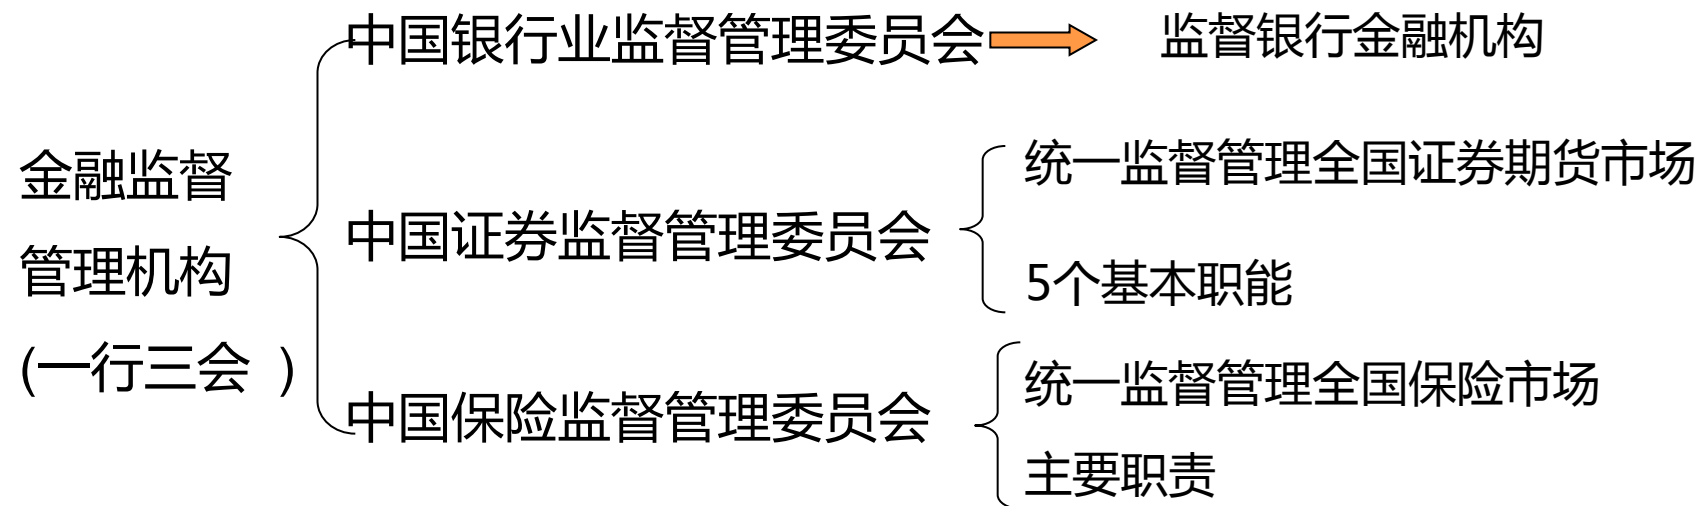 中国银行业监督管理委员会
监督银行金融机构
金融监督
管理机构
(一行三会 )
中国证券监督管理委员会
统一监督管理全国证券期货市场
5个基本职能
中国保险监督管理委员会
统一监督管理全国保险市场
主要职责